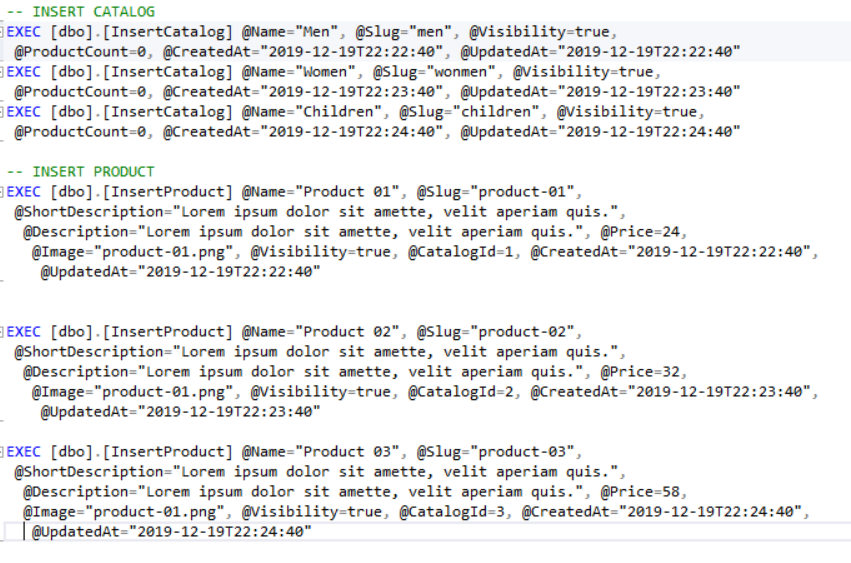 -- INSERT CATALOG
EXEC [dbo].[InsertCatalog] @Name="Men", @Slug="men", @Visibility=true,
@ProductCount=0, @CreatedAt="2019-12-19T22:22:40", @UpdatedAt="2019-12-19T22:22:40"
EXEC [dbo].[InsertCatalog] @Name="Women", @Slug="wonmen", @Visibility=true,
@ProductCount=0, @CreatedAt="2019-12-19T22:23:40", @UpdatedAt="2019-12-19T22:23:40"
EXEC [dbo].[InsertCatalog] @Name="Children", @Slug="children", @Visibility=true,
@ProductCount=0, @CreatedAt="2019-12-19T22:24:40", @UpdatedAt="2019-12-19T22:24:40"
-- INSERT PRODUCT
EXEC [dbo].[InsertProduct] @Name="Product 01", @Slug="product-01",
@ShortDescription="Lorem ipsum dolor sit amette, velit aperiam quis.",
@Description="Lorem ipsum dolor sit amette, velit aperiam quis.", @Price=24,
@Image="product-01.png", @Visibility=true, @CatalogId=1, @CreatedAt="2019-12-19T22:22:40",
@UpdatedAt="2019-12-19T22:22:40"
EXEC [dbo].[InsertProduct] @Name="Product 02", @Slug="product-02",
@ShortDescription="Lorem ipsum dolor sit amette, velit aperiam quis.",
@Description="Lorem ipsum dolor sit amette, velit aperiam quis.", @Price=32,
@Image="product-01.png", @Visibility=true, @CatalogId=2, @CreatedAt="2019-12-19T22:23:40",
@UpdatedAt="2019-12-19T22:23:40"
EXEC [dbo].[InsertProduct] @Name="Product 03", @Slug="product-03",
@ShortDescription="Lorem ipsum dolor sit amette, velit aperiam quis.",
@Description="Lorem ipsum dolor sit amette, velit aperiam quis.", @Price=58,
@Image="product-01.png", @Visibility=true, @CatalogId=3, @CreatedAt="2019-12-19T22:24:40",
@UpdatedAt="2019-12-19T22:24:40"